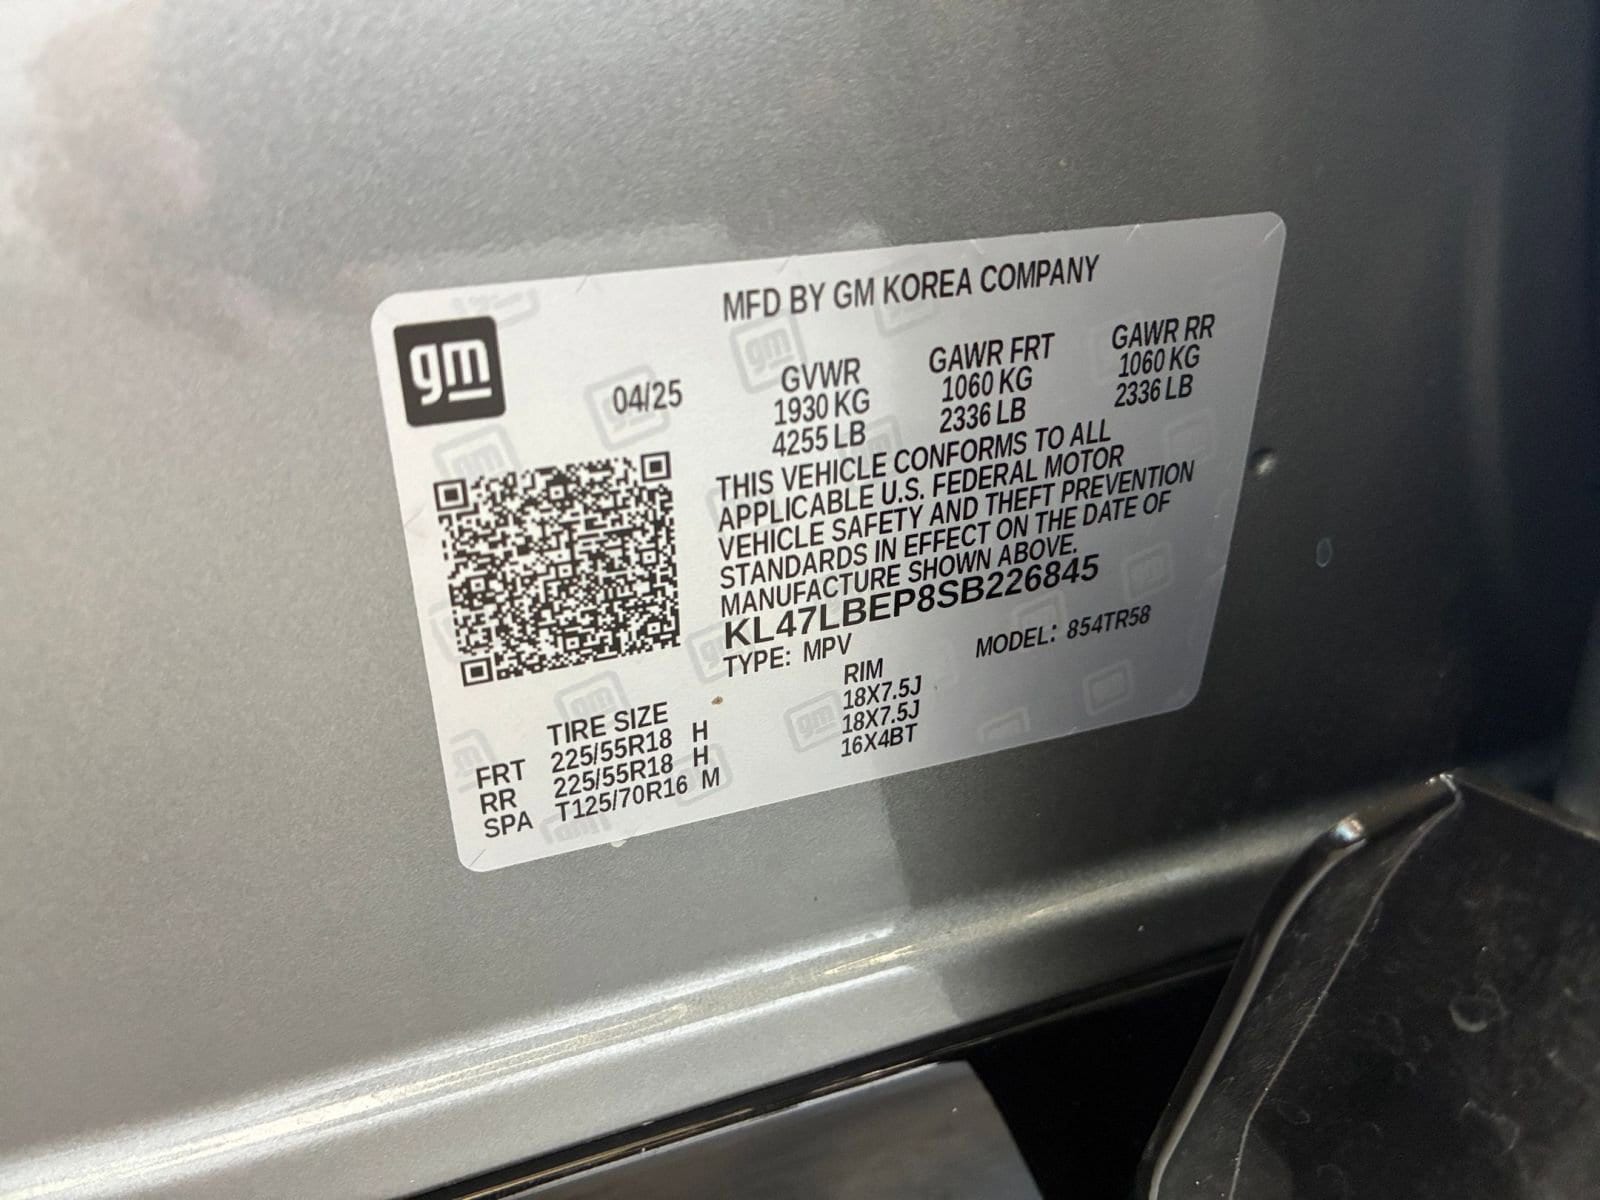 MFD BY GM KOREA COMPANY
gm
04/25
GVWR
1930 KG
4255 LB
GAWR FRT
1060 KG
2336 LB
GAWR RR
1060 KG
2336 LB
THIS VEHICLE CONFORMS TO ALL
APPLICABLE U.S. FEDERAL MOTOR
VEHICLE SAFETY AND THEFT PREVENTION
STANDARDS IN EFFECT ON THE DATE OF
MANUFACTURE SHOWN ABOVE.
KL47LBEP8SB226845
TYPE: MPV
MODEL: 854TR58
TIRE SIZE
RIM
FRT 225/55R18 H 18X7.5J
RR 225/55R18 H 18X7.5J
SPA T125/70R16 M 16X4BT